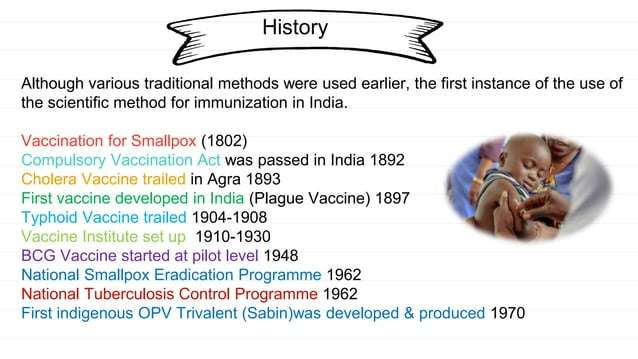 History
Although various traditional methods were used earlier, the first instance of the use of
the scientific method for immunization in India.
Vaccination for Smallpox (1802)
Compulsory Vaccination Act was passed in India 1892
Cholera Vaccine trailed in Agra 1893
First vaccine developed in India (Plague Vaccine) 1897
Typhoid Vaccine trailed 1904-1908
Vaccine Institute set up 1910-1930
BCG Vaccine started at pilot level 1948
National Smallpox Eradication Programme 1962
National Tuberculosis Control Programme 1962
First indigenous OPV Trivalent (Sabin)was developed & produced 1970